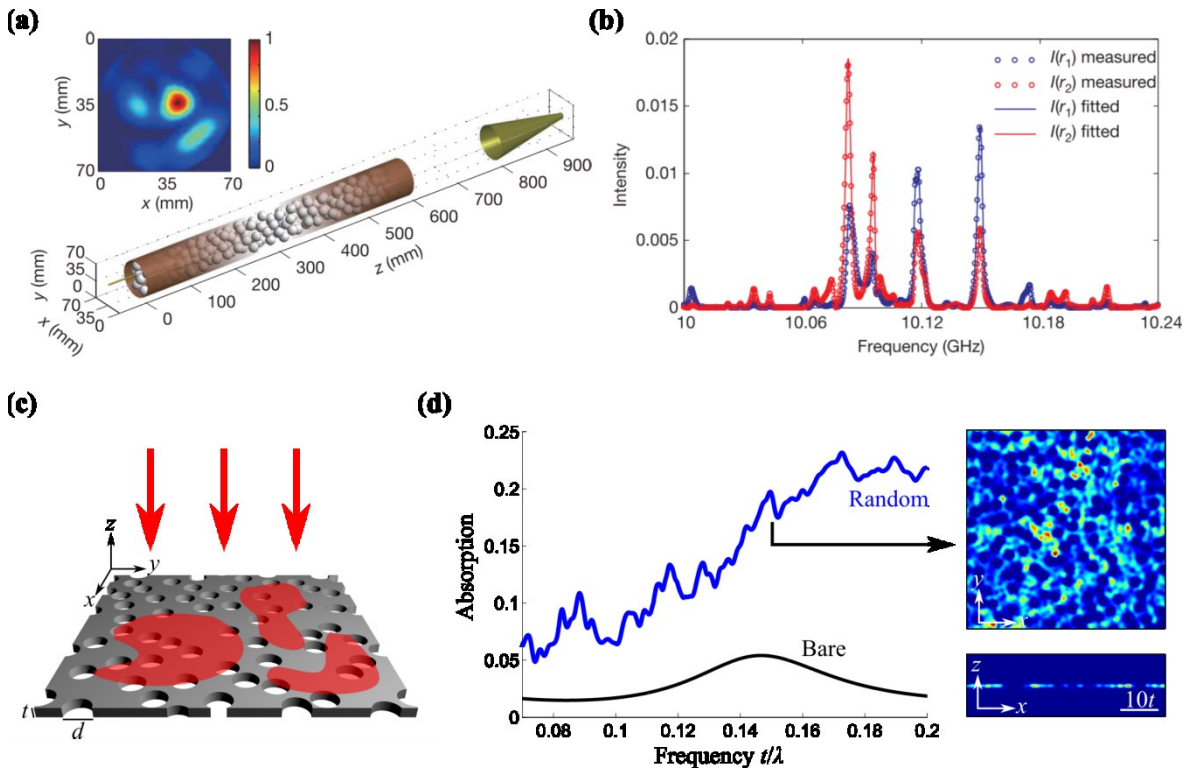 (a)
0
35
70
y (mm)
0
35
70
x (mm)
1
0.5
0
70
35
0
y (mm)
70
35
0
x (mm)
0
100
200
300
400
500
600
700
800
900
z (mm)
(b)
0.02
0.015
0.01
0.005
0
Intensity
I(r1) measured
I(r2) measured
I(r1) fitted
I(r2) fitted
10
10.06
10.12
10.18
10.24
Frequency (GHz)
(c)
z
y
x
t
d
(d)
0.25
0.2
0.15
0.1
0.05
0
Absorption
Random
Bare
0.08
0.1
0.12
0.14
0.16
0.18
0.2
Frequency t/λ
y
x
z
x
10t